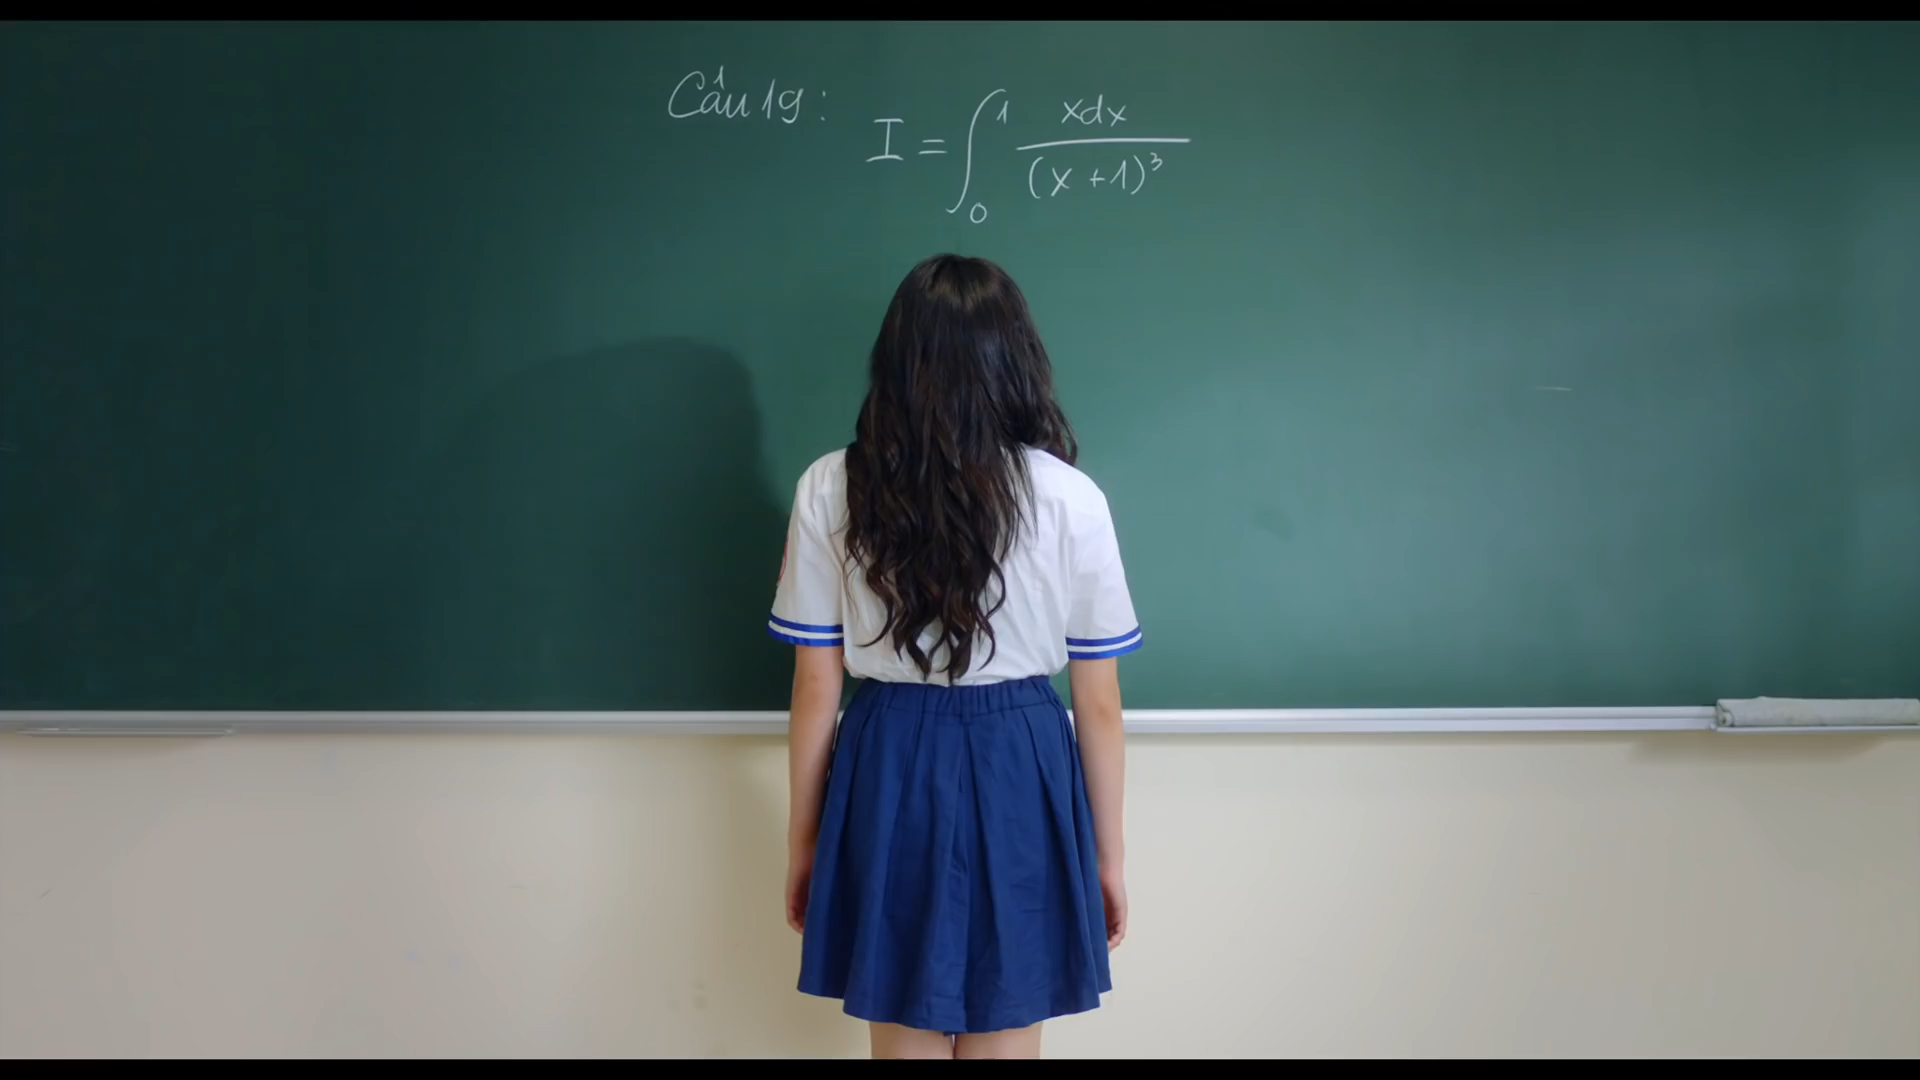 Câu 19: I = ∫₀¹ xdx / (x + 1)³